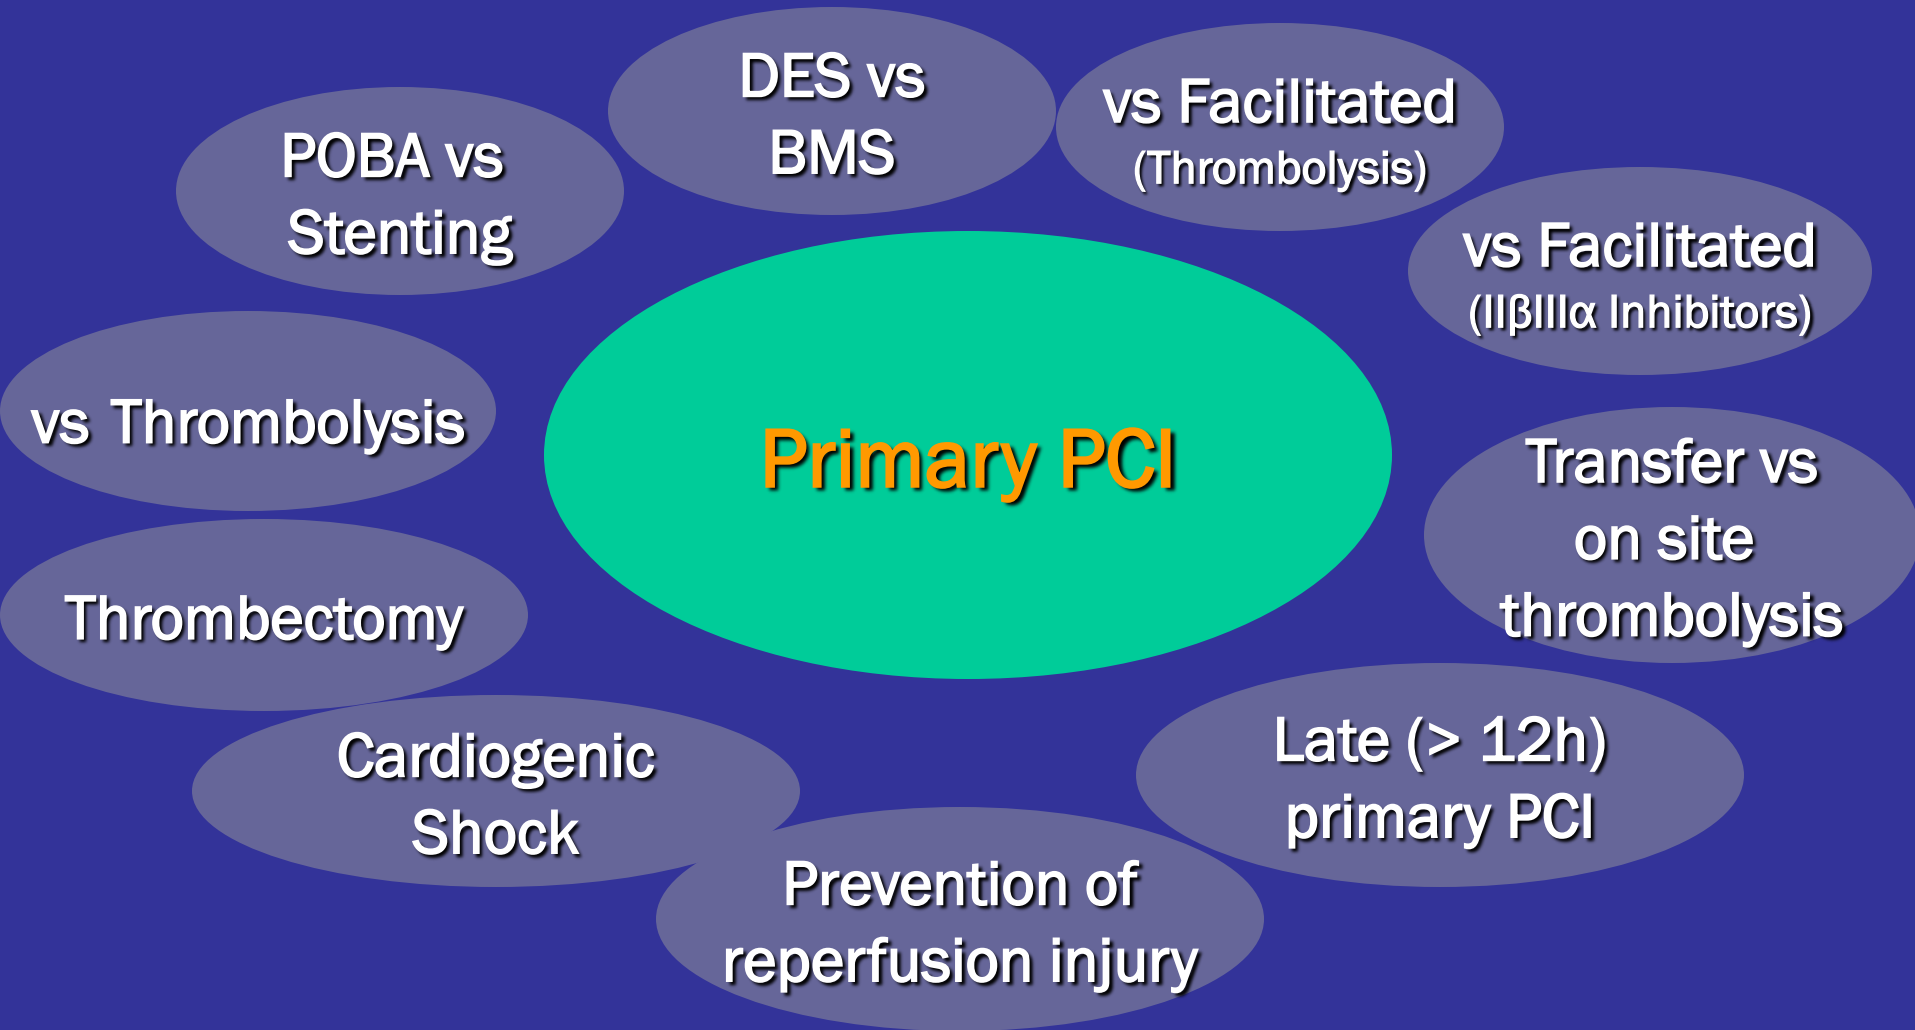 DES vs
BMS
vs Facilitated
(Thrombolysis)
POBA vs
Stenting
vs Facilitated
(IIβIIIα Inhibitors)
vs Thrombolysis
Primary PCI
Transfer vs
on site
thrombolysis
Thrombectomy
Cardiogenic
Shock
Late (> 12h)
primary PCI
Prevention of
reperfusion injury